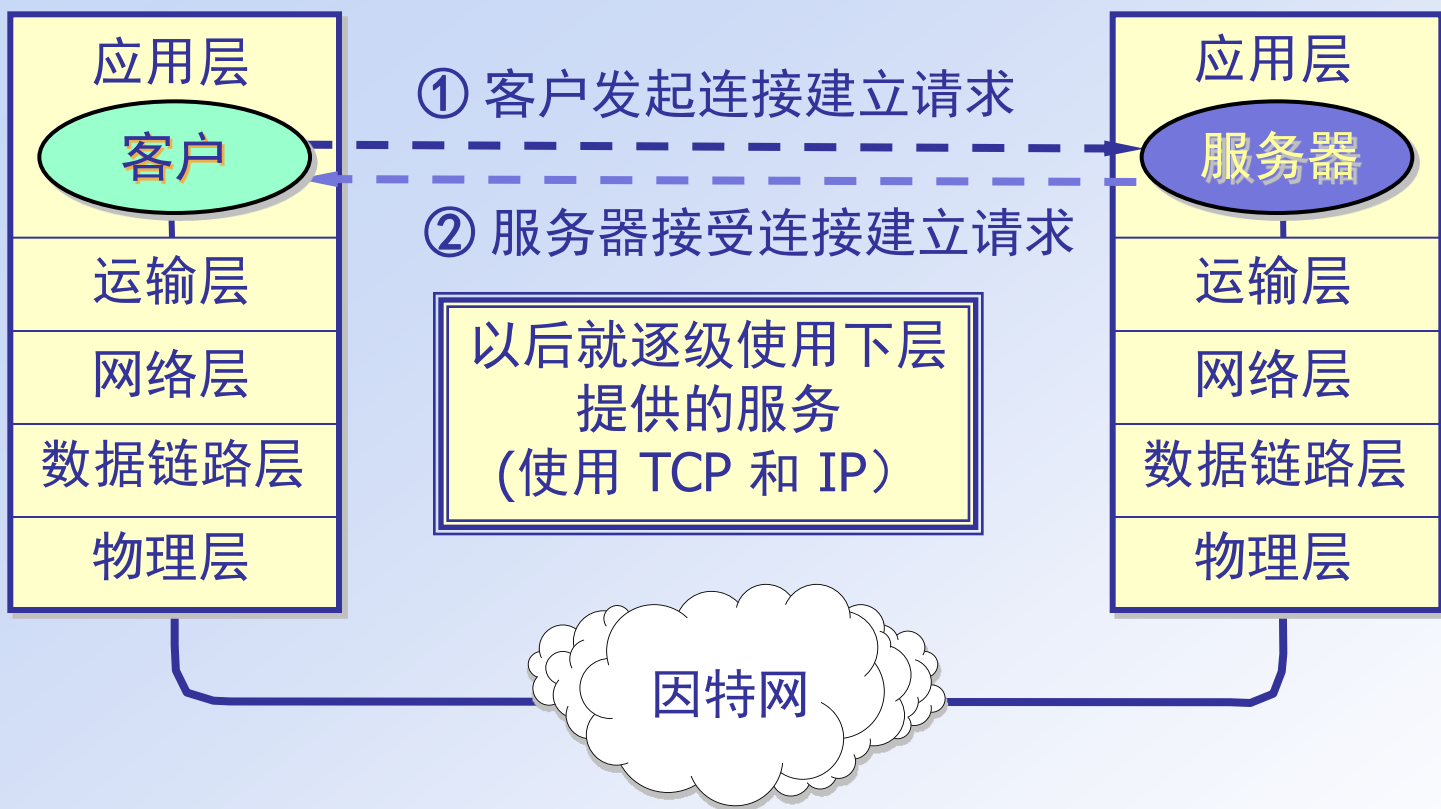 应用层
客户
运输层
网络层
数据链路层
物理层
① 客户发起连接建立请求
② 服务器接受连接建立请求
以后就逐级使用下层
提供的服务
(使用 TCP 和 IP）
因特网
应用层
服务器
运输层
网络层
数据链路层
物理层